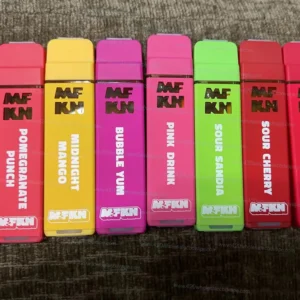 MF
KN
POMEGRANATE
PUNCH
MFKN
MF
KN
MIDNIGHT
MANGO
MFKN
MF
KN
BUBBLE YUM
MFKN
MF
KN
PINK DRINK
MFKN
MF
KN
SOUR SANDIA
MFKN
MF
KN
SOUR CHERRY
MFKN